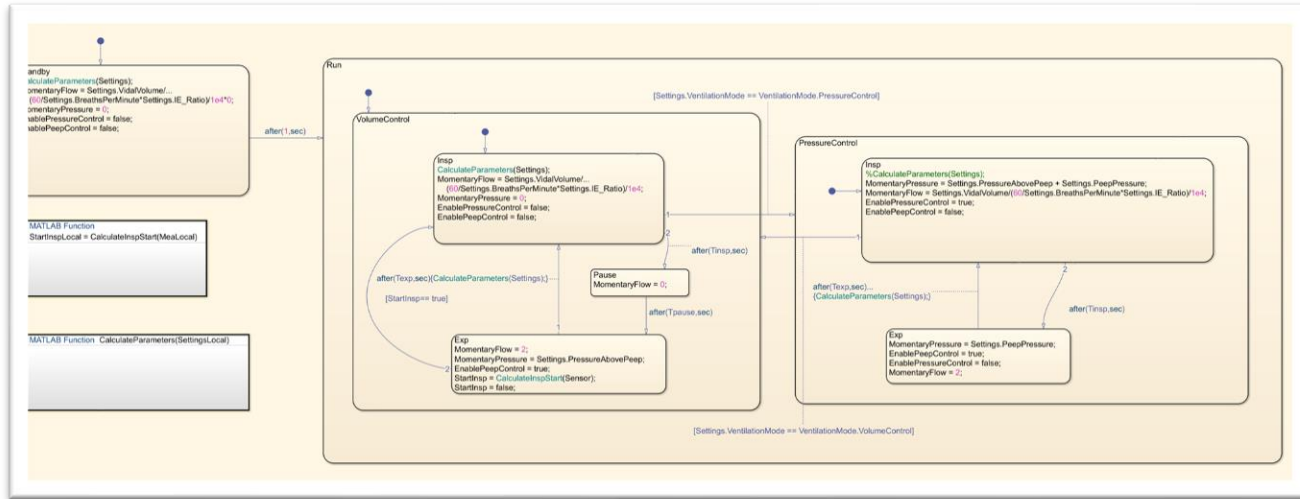 andby
alculateParameters(Settings);
omentaryFlow = Settings.VidalVolume/...
(60/Settings.BreathsPerMinute*Settings.IE_Ratio)/1e4*0;
omentaryPressure = 0;
nablePressureControl = false;
nablePeepControl = false;
after(1,sec)
MATLAB Function
StartInspLocal = CalculateInspStart(MeaLocal)
MATLAB Function CalculateParameters(SettingsLocal)
Run
[Settings.VentilationMode == VentilationMode.PressureControl]
VolumeControl
Insp
CalculateParameters(Settings);
MomentaryFlow = Settings.VidalVolume/...
(60/Settings.BreathsPerMinute*Settings.IE_Ratio)/1e4;
MomentaryPressure = 0;
EnablePressureControl = false;
EnablePeepControl = false;
1
2
after(Tinsp,sec)
Pause
MomentaryFlow = 0;
after(Texp,sec){CalculateParameters(Settings);}
[StartInsp== true]
after(Tpause,sec)
1
2
Exp
MomentaryFlow = 2;
MomentaryPressure = Settings.PressureAbovePeep;
EnablePeepControl = true;
StartInsp = CalculateInspStart(Sensor);
StartInsp = false;
PressureControl
Insp
%CalculateParameters(Settings);
MomentaryPressure = Settings.PressureAbovePeep + Settings.PeepPressure;
MomentaryFlow = Settings.VidalVolume/(60/Settings.BreathsPerMinute*Settings.IE_Ratio)/1e4;
EnablePressureControl = true;
EnablePeepControl = false;
1
2
after(Texp,sec)...
{CalculateParameters(Settings);}
after(Tinsp,sec)
Exp
MomentaryPressure = Settings.PeepPressure;
EnablePeepControl = true;
EnablePressureControl = false;
MomentaryFlow = 2;
[Settings.VentilationMode == VentilationMode.VolumeControl]